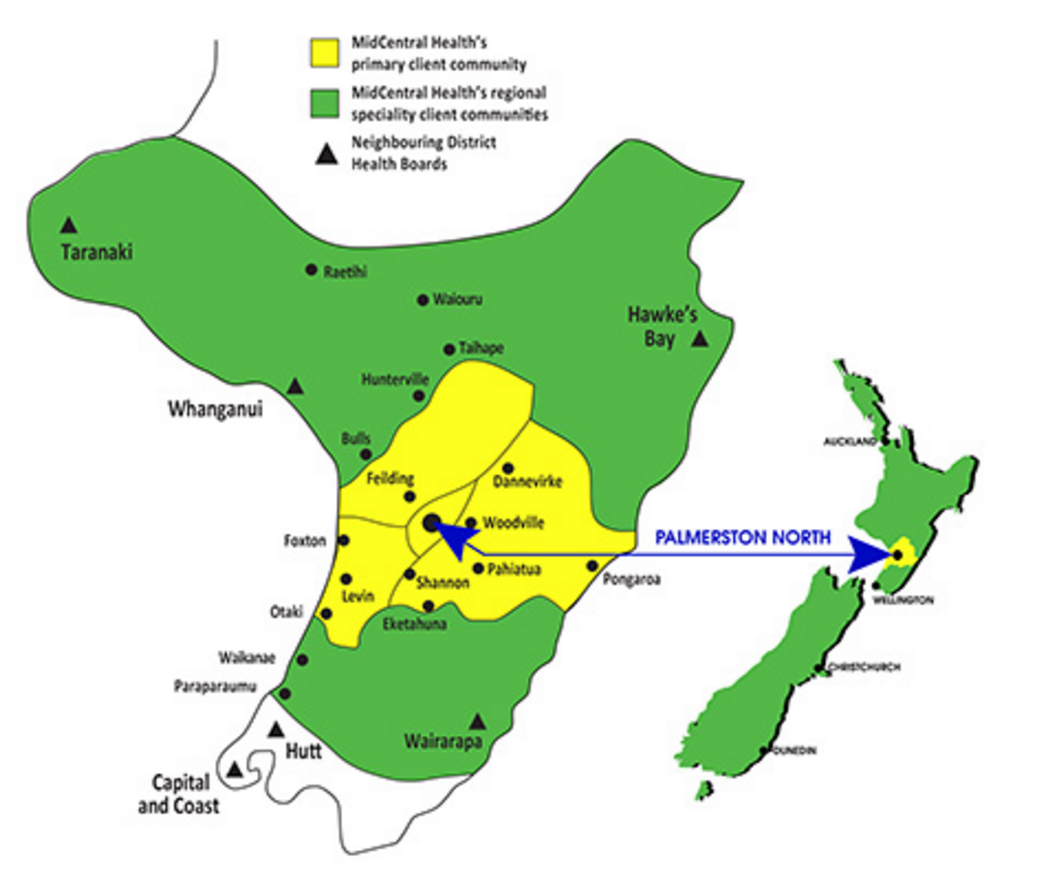 MidCentral Health's
primary client community
MidCentral Health's regional
speciality client communities
Neighbouring District
Health Boards
Taranaki
Raetihi
Waiouru
Hawke's
Bay
Taihape
Hunterville
Whanganui
Bulls
Feilding
Dannevirke
Woodville
Foxton
Pahiatua
Shannon
Pongaroa
Levin
Otaki
Eketahuna
Waikanae
Paraparaumu
Wairarapa
Hutt
Capital
and Coast
PALMERSTON NORTH
AUCKLAND
WELLINGTON
CHRISTCHURCH
DUNEDIN